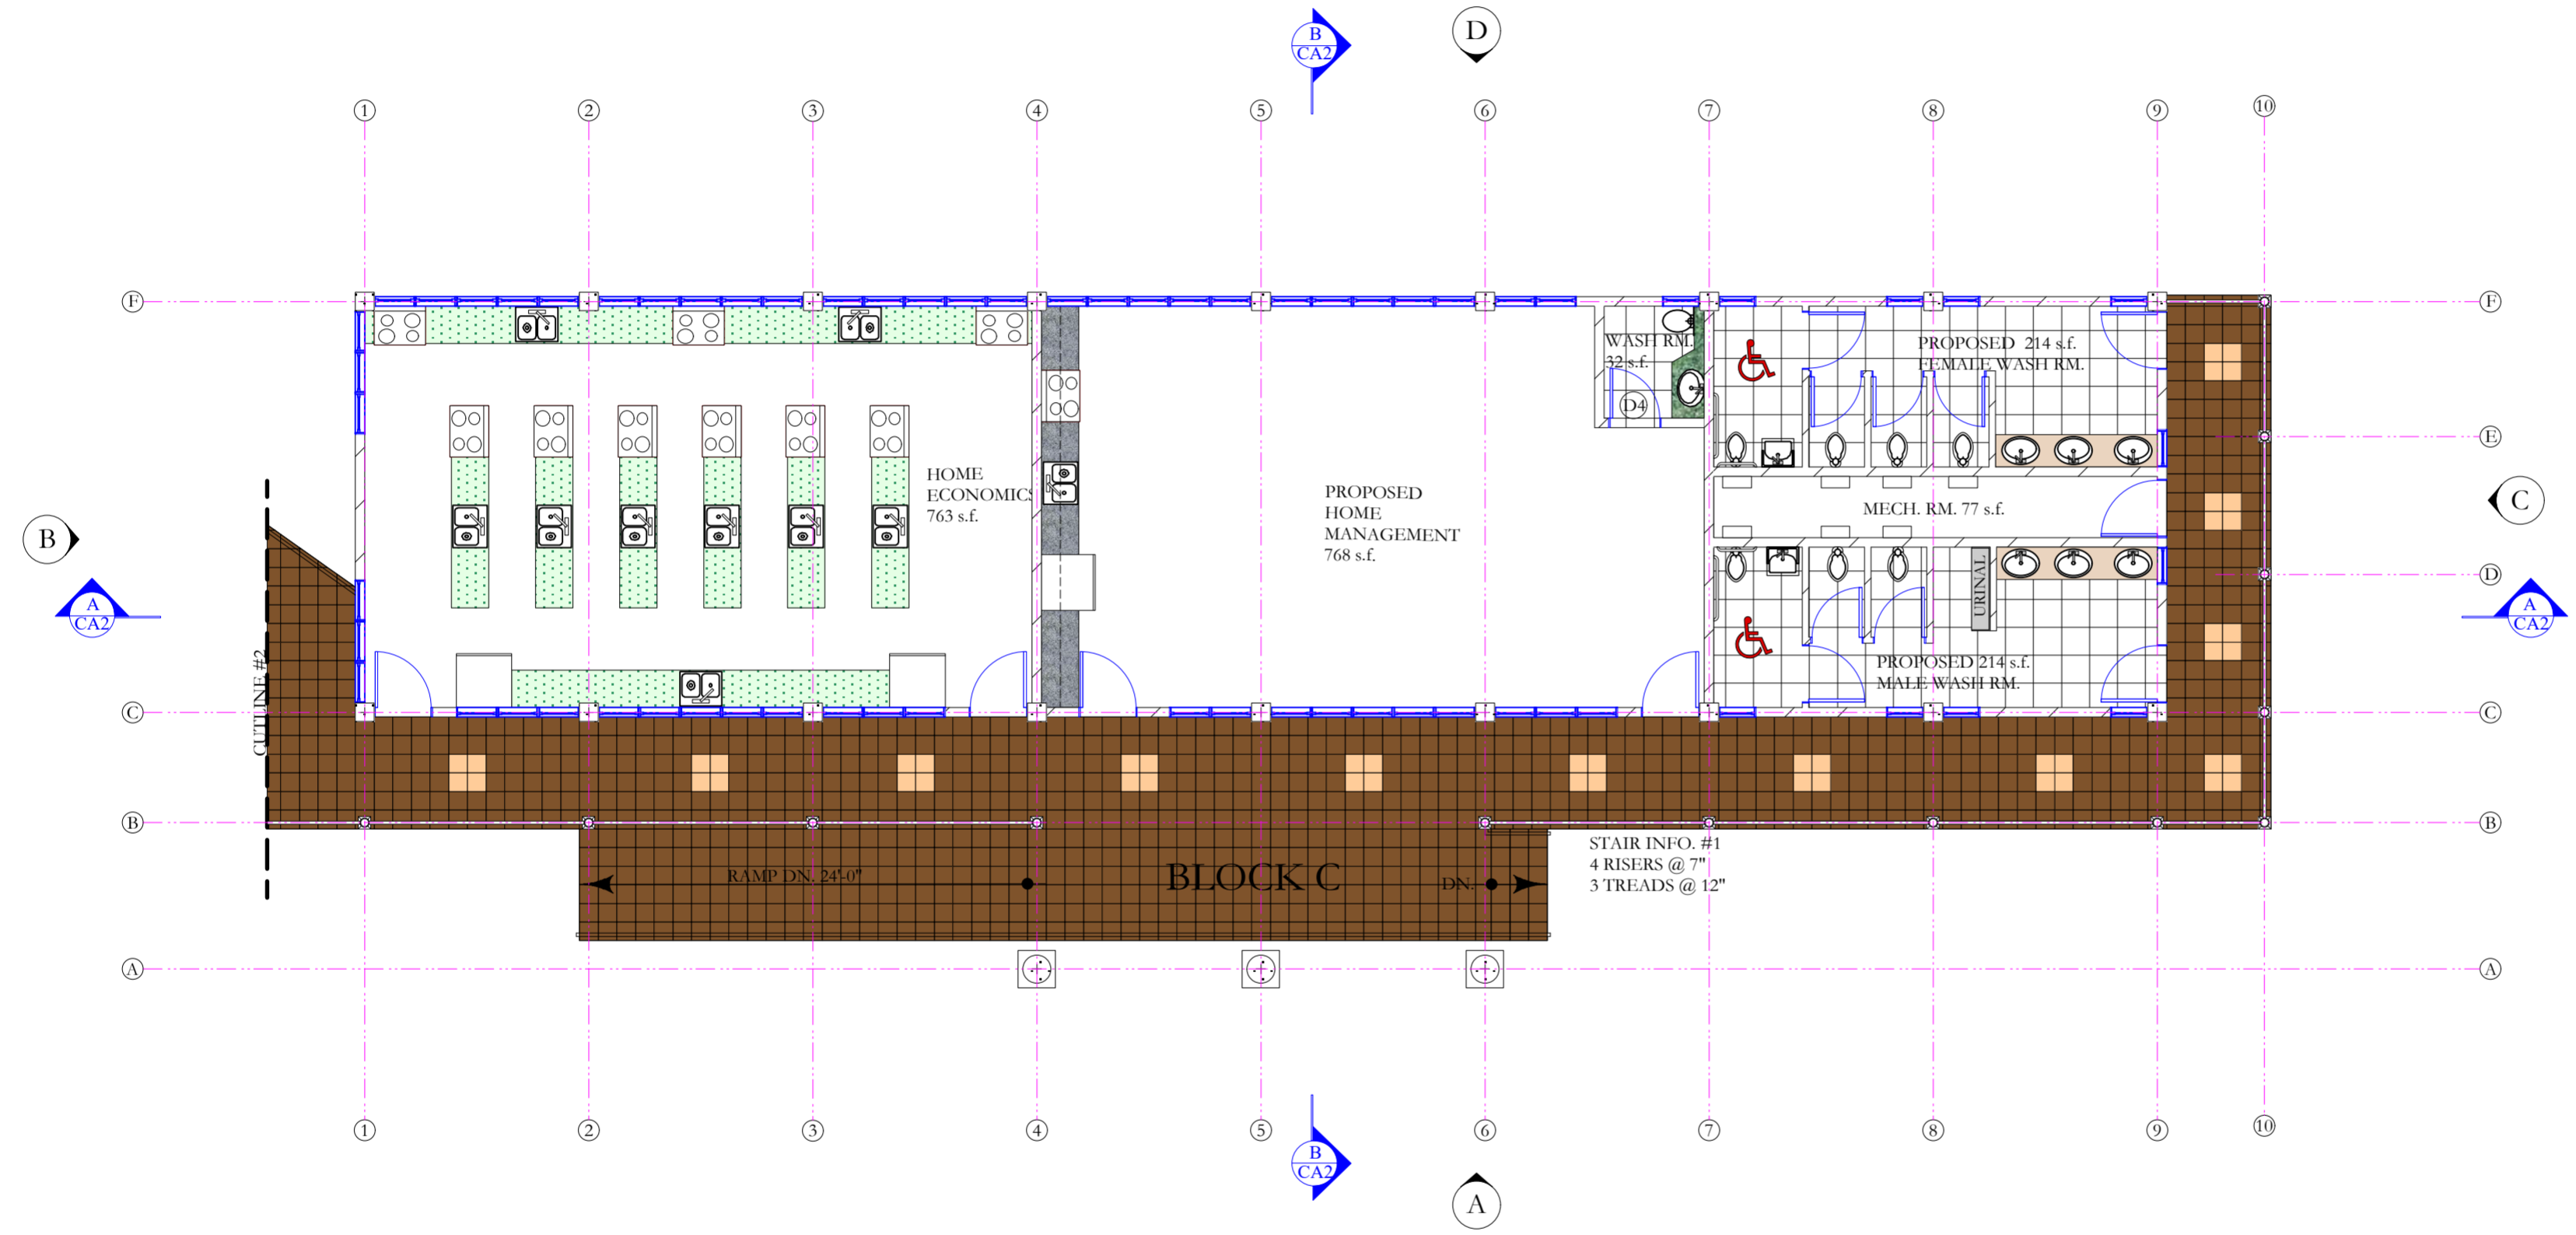 B
CA2
D
1
2
3
4
5
6
7
8
9
10
F
F
WASH RM.
32 s.f.
D4
PROPOSED 214 s.f.
FEMALE WASH RM.
E
HOME
ECONOMICS
763 s.f.
PROPOSED
HOME
MANAGEMENT
768 s.f.
MECH. RM. 77 s.f.
B
C
D
A
CA2
A
CA2
URINAL
PROPOSED 214 s.f.
MALE WASH RM.
CUTLINE #2
C
C
B
B
STAIR INFO. #1
4 RISERS @ 7"
3 TREADS @ 12"
RAMP DN. 24'-0"
BLOCK C
DN.
A
A
1
2
3
4
5
6
7
8
9
10
B
CA2
A